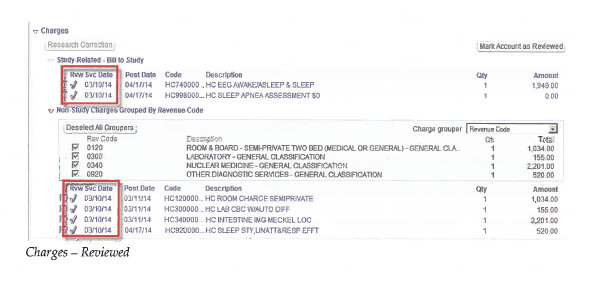 Charges
Research Correction
Mark Account as Reviewed
Study-Related - Bill to Study
Rvw Svc Date Post Date Code Description Qty Amount
03/10/14 04/17/14 HC740000... HC EEG AWAKE/ASLEEP & SLEEP 1 1,949.00
03/10/14 04/17/14 HC998000... HC SLEEP APNEA ASSESSMENT $0 1 0.00
Non-Study Charges Grouped By Revenue Code
Deselect All Groupers Charge grouper: Revenue Code
Rev Code Description Qty Total
0120 ROOM & BOARD - SEMI-PRIVATE TWO BED (MEDICAL OR GENERAL) - GENERAL CLA.. 1 1,034.00
0300 LABORATORY - GENERAL CLASSIFICATION 1 155.00
0340 NUCLEAR MEDICINE - GENERAL CLASSIFICATION 1 2,201.00
0920 OTHER DIAGNOSTIC SERVICES - GENERAL CLASSIFICATION 1 520.00
Rvw Svc Date Post Date Code Description Qty Amount
03/10/14 03/11/14 HC120000... HC ROOM CHARGE SEMIPRIVATE 1 1,034.00
03/10/14 03/11/14 HC300000... HC LAB CBC W/AUTO DIFF 1 155.00
03/10/14 03/11/14 HC340000... HC INTESTINE IMG MECKEL LOC 1 2,201.00
03/10/14 04/17/14 HC920000... HC SLEEP STY,UNATT&RESP EFFT 1 520.00
Charges – Reviewed